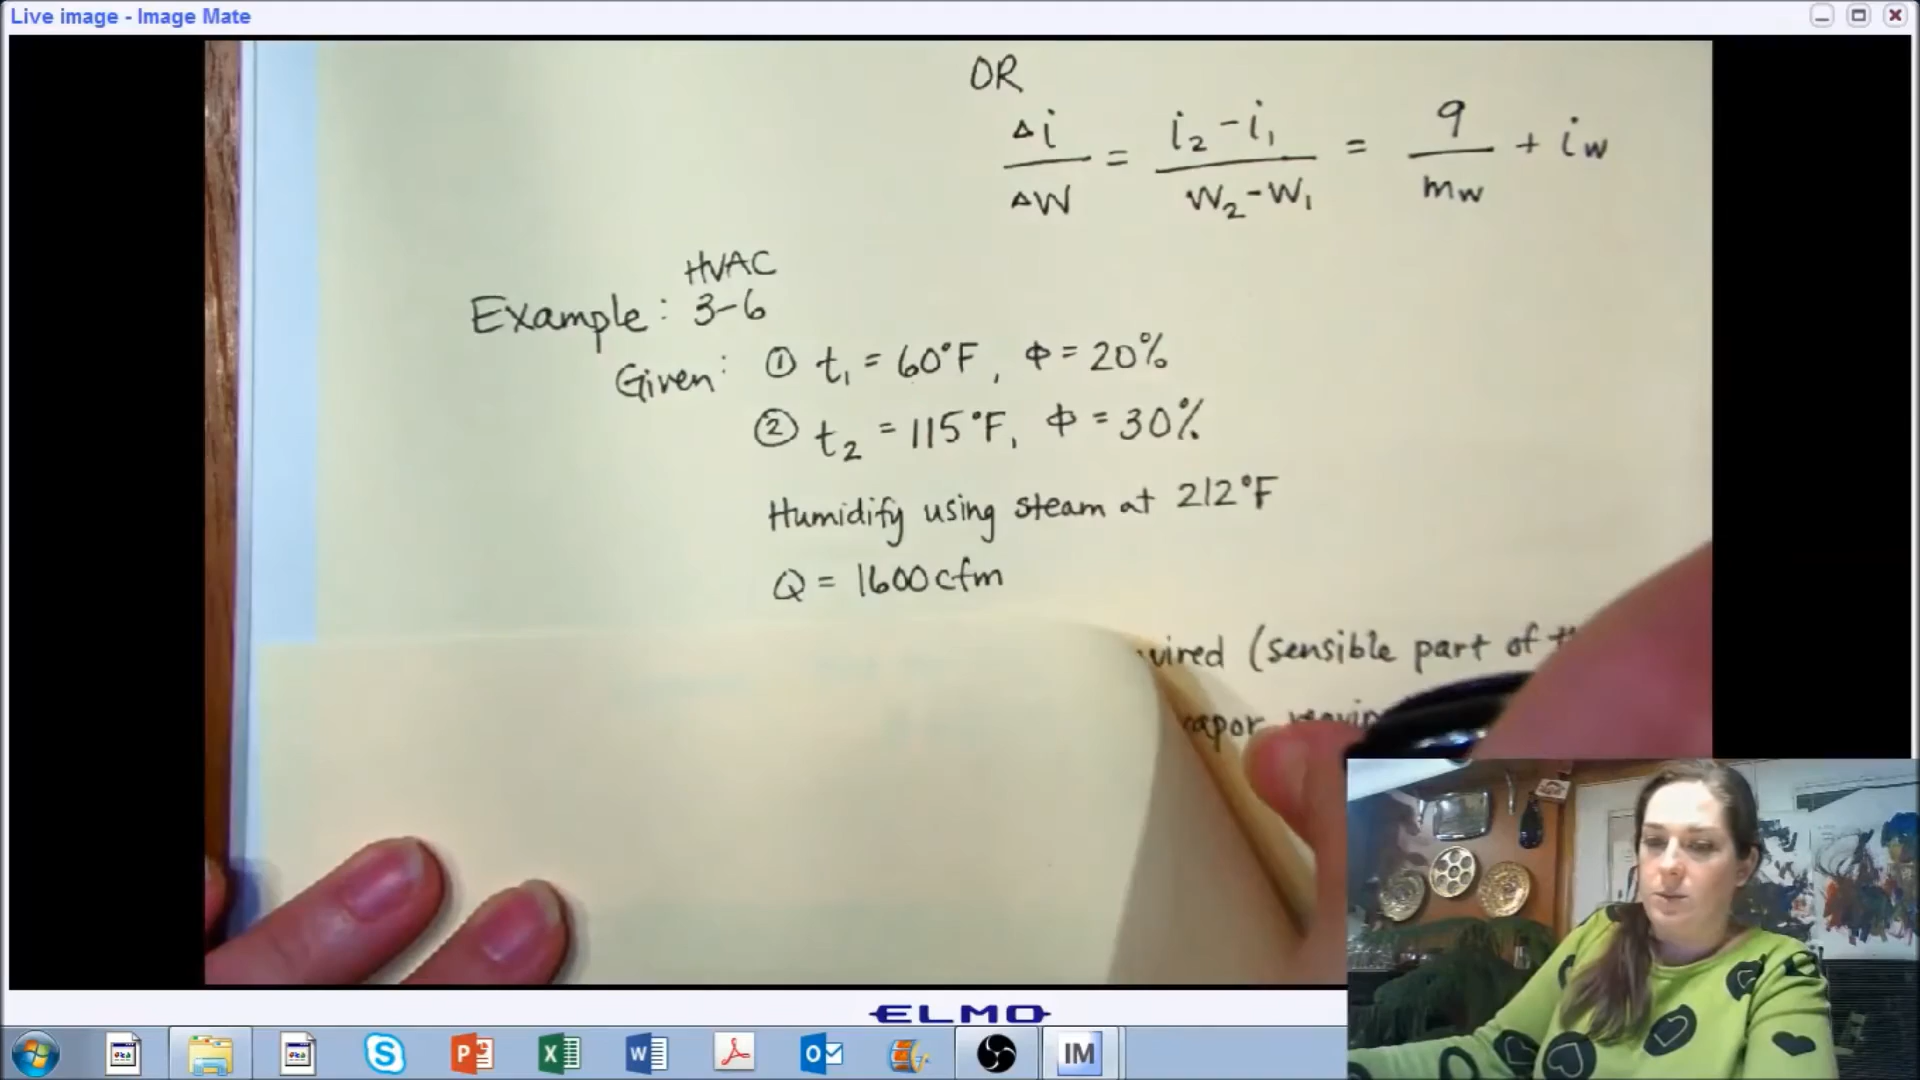 Live image - Image Mate
OR
Δi / ΔW = i₂ - i₁ / W₂ - W₁ = q / mw + iw
HVAC
Example: 3-6
Given: ① t₁ = 60°F, Φ = 20%
② t₂ = 115°F, Φ = 30%
Humidify using steam at 212°F
Q = 1600 cfm
(sensible part of
ELMO
IM